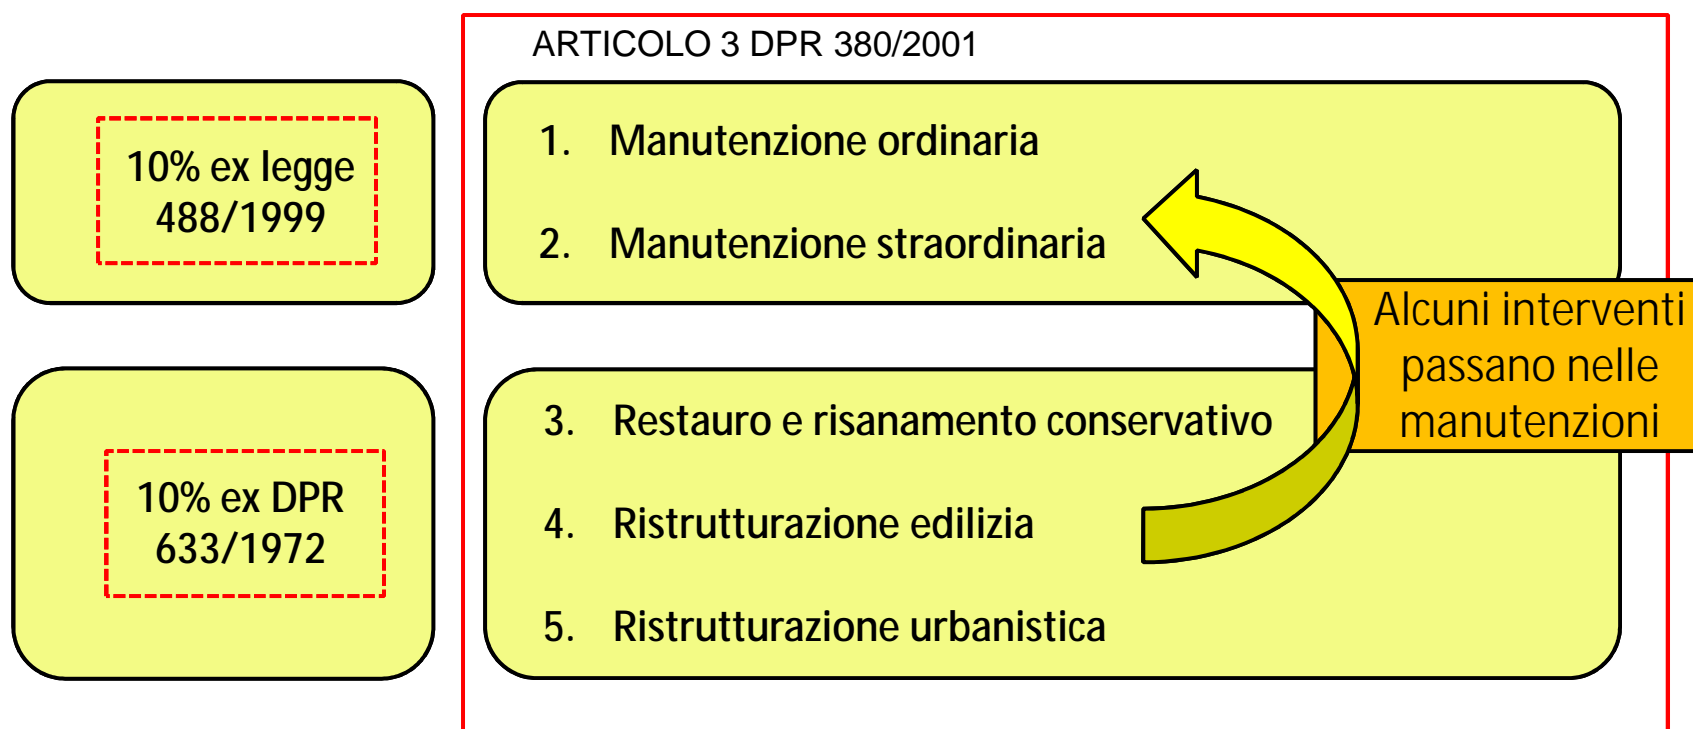 ARTICOLO 3 DPR 380/2001
10% ex legge
488/1999
1. Manutenzione ordinaria
2. Manutenzione straordinaria
Alcuni interventi
passano nelle
manutenzioni
10% ex DPR
633/1972
3. Restauro e risanamento conservativo
4. Ristrutturazione edilizia
5. Ristrutturazione urbanistica